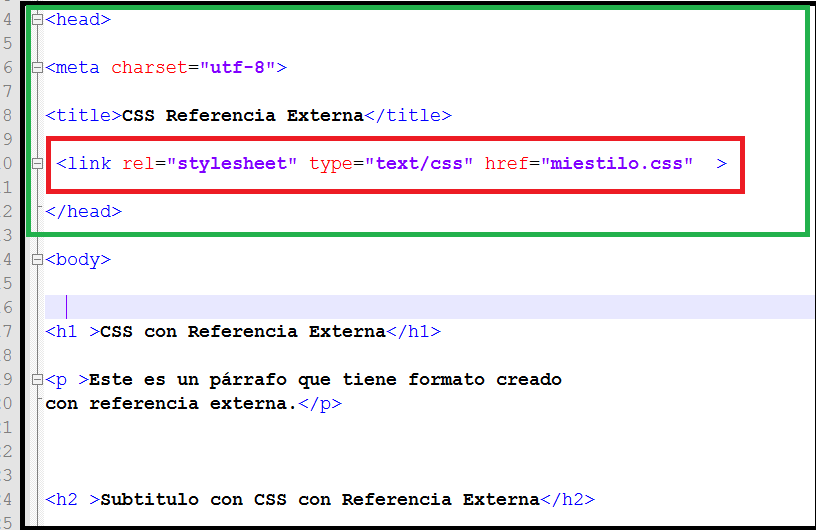 4 <head>
5
6 <meta charset="utf-8">
7
8 <title>CSS Referencia Externa</title>
9
0 <link rel="stylesheet" type="text/css" href="miestilo.css"  >
1
2 </head>
3
4 <body>
5
6
7 <h1 >CSS con Referencia Externa</h1>
8
9 <p >Este es un párrafo que tiene formato creado
0 con referencia externa.</p>
1
2
3
4 <h2 >Subtitulo con CSS con Referencia Externa</h2>
5